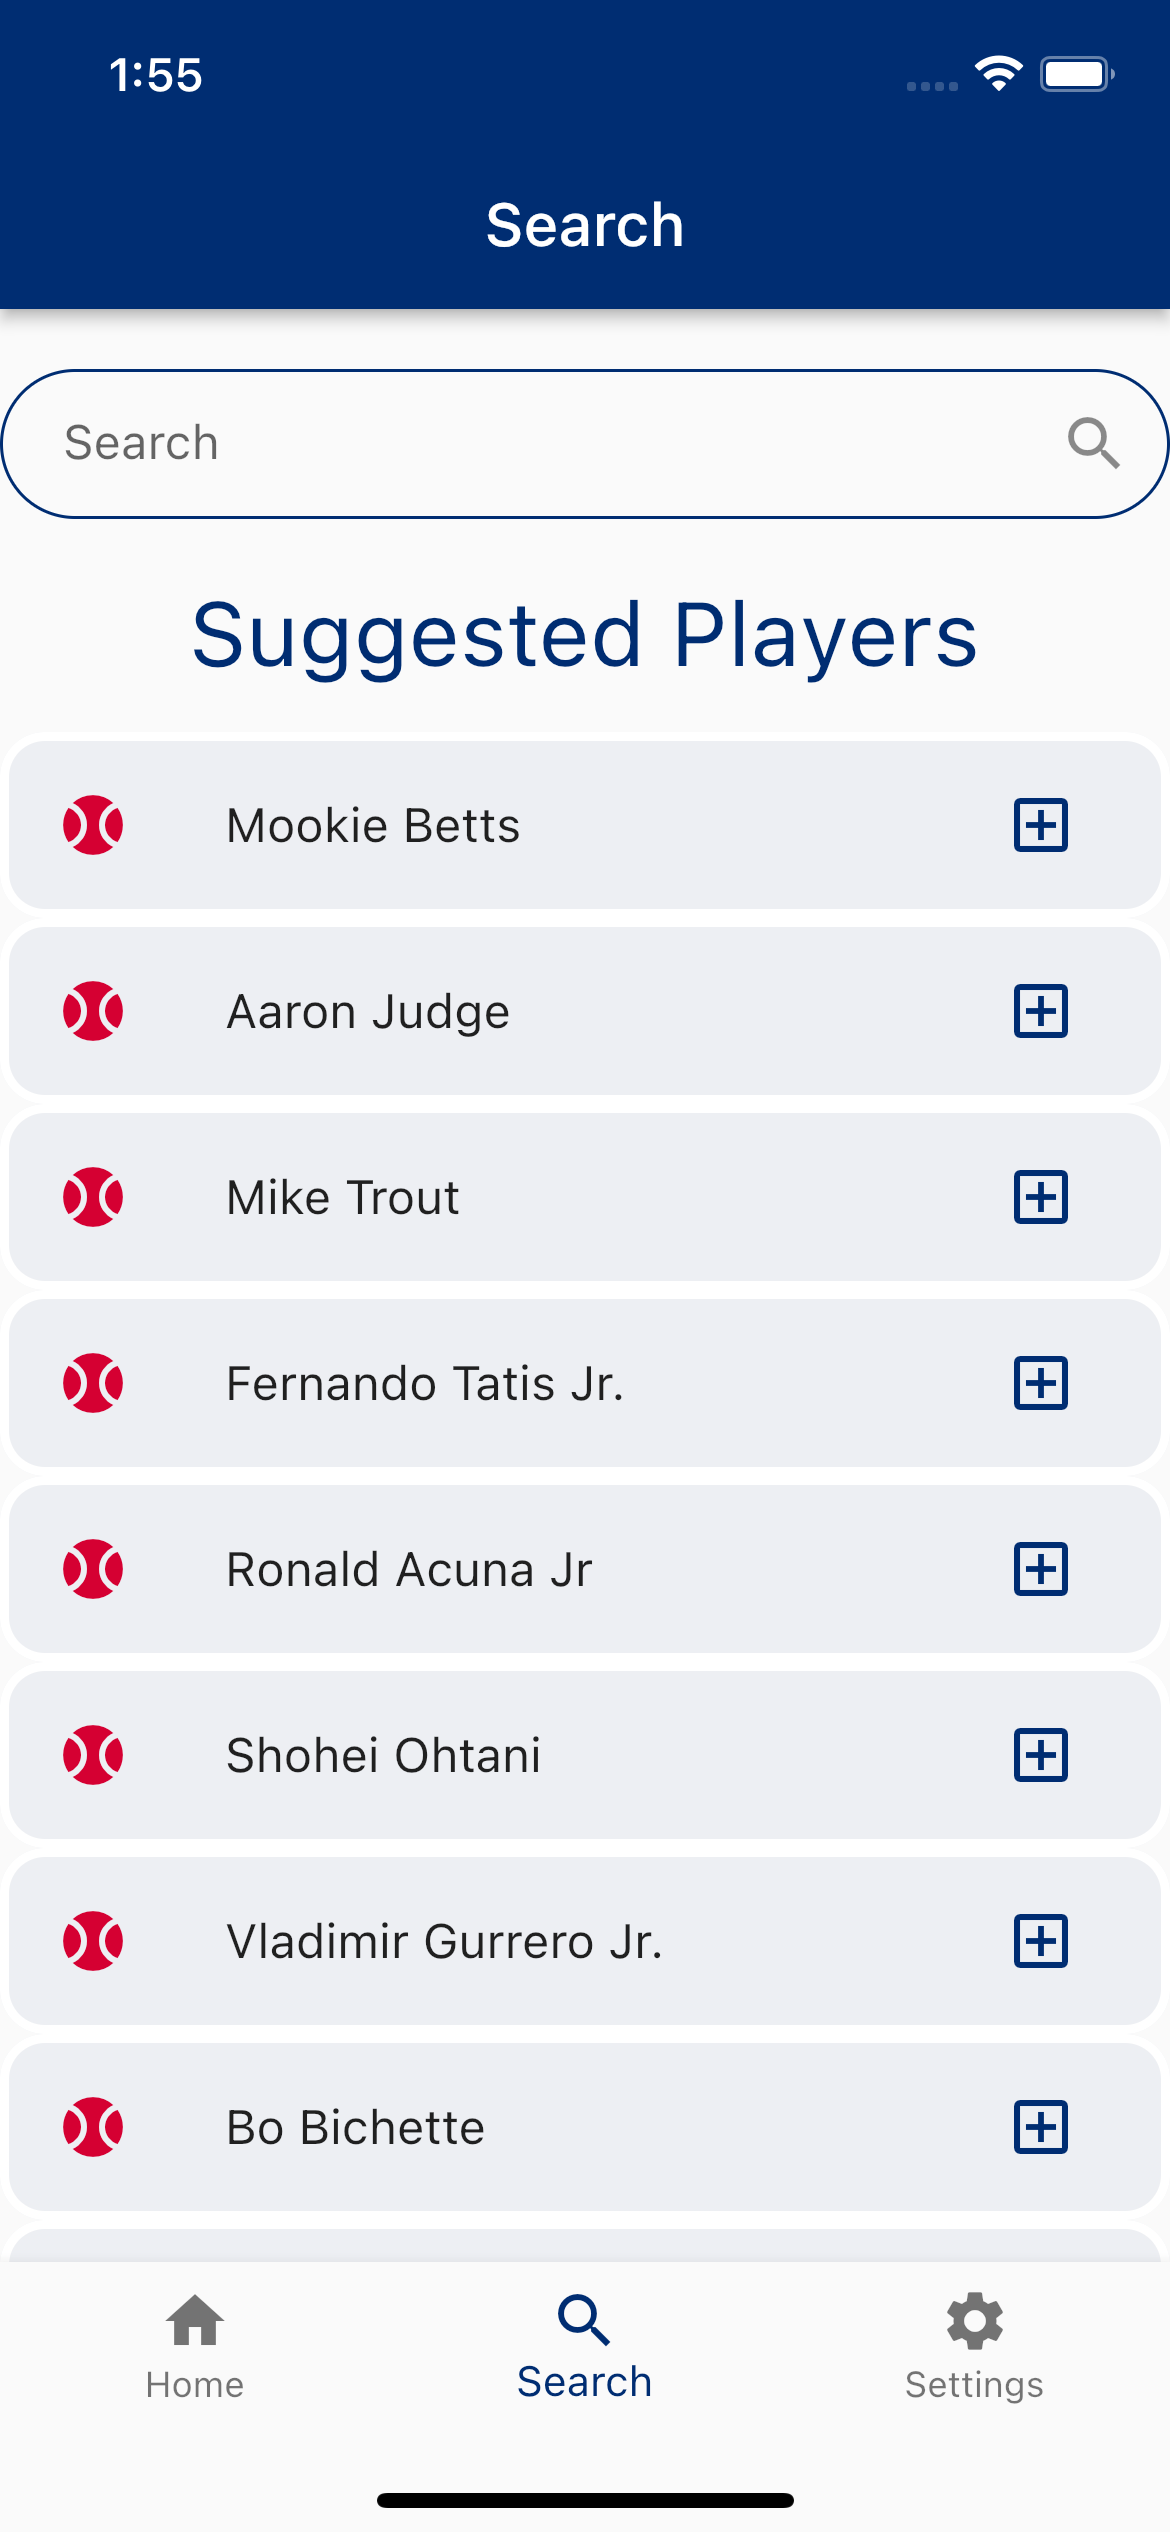 1:55
Search
Search
Suggested Players
Mookie Betts
Aaron Judge
Mike Trout
Fernando Tatis Jr.
Ronald Acuna Jr
Shohei Ohtani
Vladimir Gurrero Jr.
Bo Bichette
Home
Search
Settings